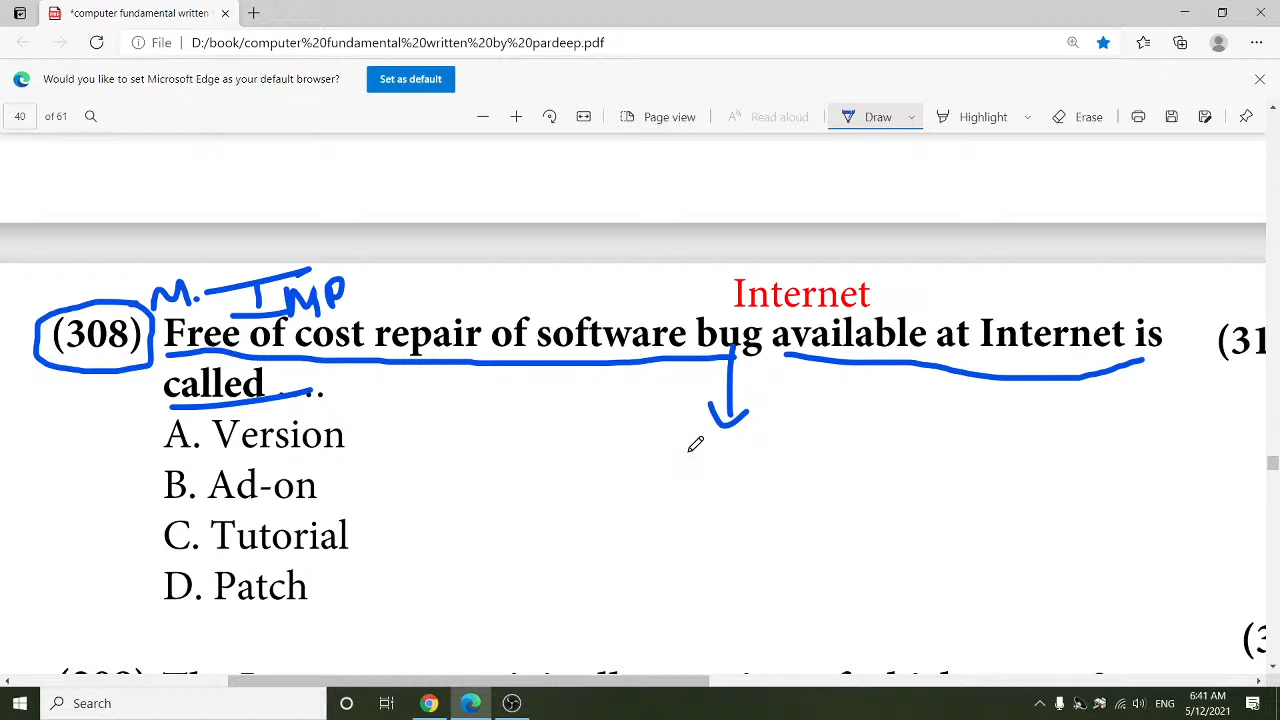 *computer fundamental written
File D:/book/computer%20fundamental%20written%20by%20pardeep.pdf
Would you like to set Microsoft Edge as your default browser? Set as default
40 of 61 Page view Read aloud Draw Highlight Erase
M. IMP
Internet
(308) Free of cost repair of software bug available at Internet is
called ....
A. Version
B. Ad-on
C. Tutorial
D. Patch
(31
(3
Search
6:41 AM
5/12/2021